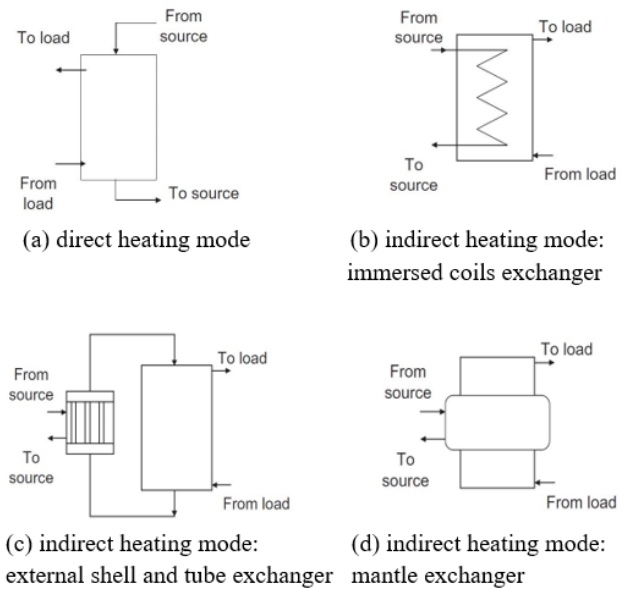 From
source
To load
From
load
To source
(a) direct heating mode
From
source
To load
To
source
From load
(b) indirect heating mode:
immersed coils exchanger
From
source
To load
To
source
From load
(c) indirect heating mode:
external shell and tube exchanger
From
source
To load
To
source
From load
(d) indirect heating mode:
mantle exchanger